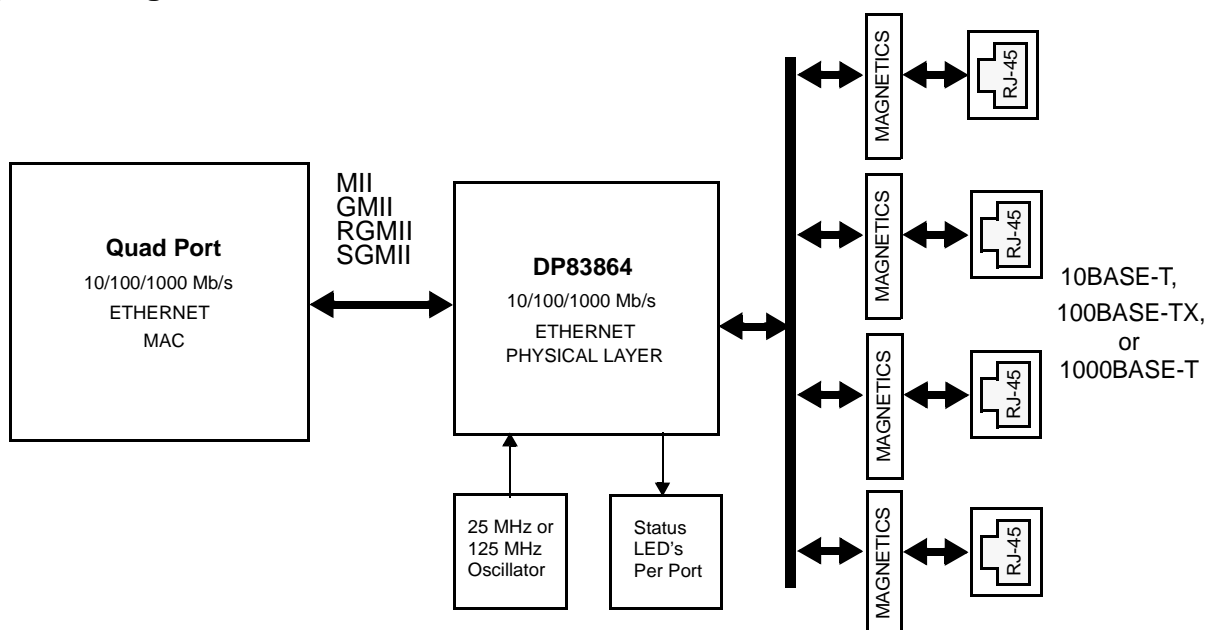 MAGNETICS
RJ-45
Quad Port
10/100/1000 Mb/s
ETHERNET
MAC
MII
GMII
RGMII
SGMII
DP83864
10/100/1000 Mb/s
ETHERNET
PHYSICAL LAYER
MAGNETICS
RJ-45
10BASE-T,
100BASE-TX,
or
1000BASE-T
MAGNETICS
RJ-45
25 MHz or
125 MHz
Oscillator
Status
LED's
Per Port
MAGNETICS
RJ-45